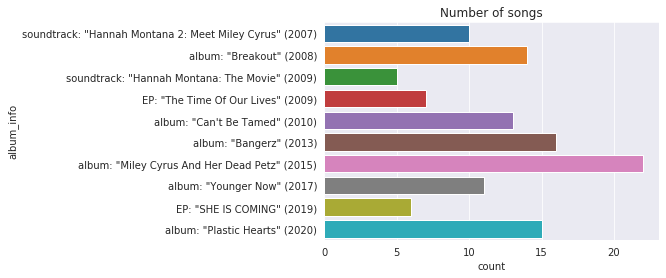 Number of songs
soundtrack: "Hannah Montana 2: Meet Miley Cyrus" (2007)
album: "Breakout" (2008)
soundtrack: "Hannah Montana: The Movie" (2009)
EP: "The Time Of Our Lives" (2009)
album: "Can't Be Tamed" (2010)
album: "Bangerz" (2013)
album: "Miley Cyrus And Her Dead Petz" (2015)
album: "Younger Now" (2017)
EP: "SHE IS COMING" (2019)
album: "Plastic Hearts" (2020)
album_info
0 5 10 15 20
count